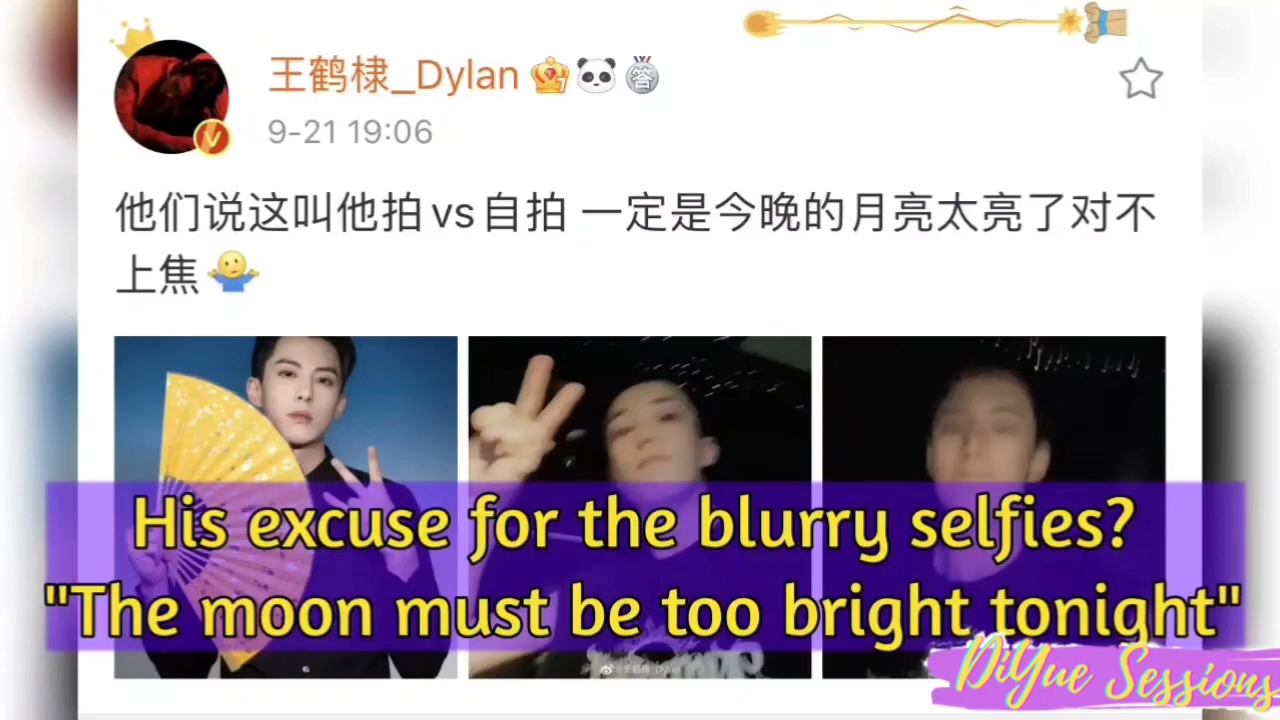 王鹤棣_Dylan
9-21 19:06
他们说这叫他拍vs自拍 一定是今晚的月亮太亮了对不
上焦
His excuse for the blurry selfies?
"The moon must be too bright tonight"
DiYue Sessions